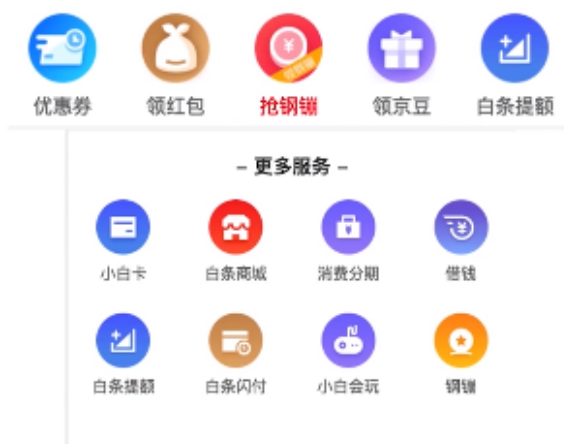 优惠券 领红包 抢钢镚 领京豆 白条提额
– 更多服务 –
小白卡 白条商城 消费分期 借钱
白条提额 白条闪付 小白会玩 钢镚